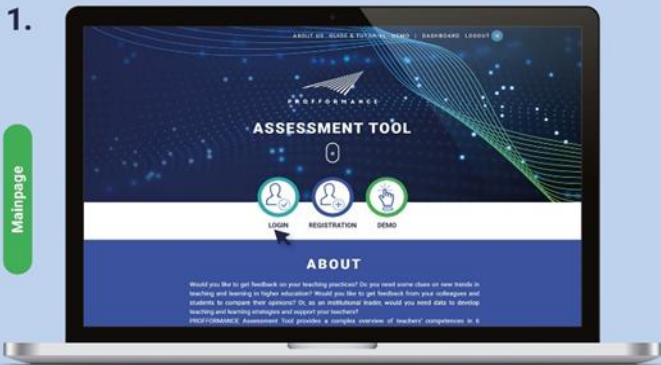 1.
Mainpage
ABOUT US GUIDE & TUTORIAL DEMO | DASHBOARD LOGOUT
PROFFORMANCE
ASSESSMENT TOOL
LOGIN REGISTRATION DEMO
ABOUT
Would you like to get feedback on your teaching practices? Do you need some clues on new trends in
teaching and learning in higher education? Would you like to get feedback from your colleagues and
students to compare their opinions? Or, as an institutional leader, would you need data to develop
teaching and learning strategies and support your teachers?
PROFFORMANCE Assessment Tool provides a complex overview of teachers' competences in 6